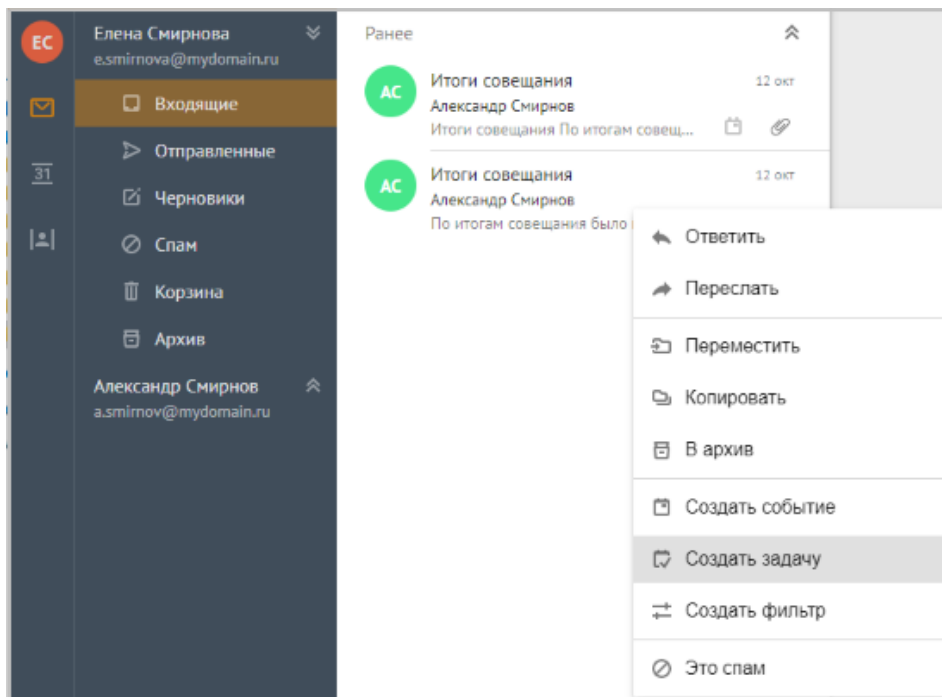 ЕС
31
Елена Смирнова
e.smirnova@mydomain.ru
Входящие
Отправленные
Черновики
Спам
Корзина
Архив
Александр Смирнов
a.smirnov@mydomain.ru
Ранее
АС
Итоги совещания
12 окт
Александр Смирнов
Итоги совещания По итогам совещ...
АС
Итоги совещания
12 окт
Александр Смирнов
По итогам совещания было
Ответить
Переслать
Переместить
Копировать
В архив
Создать событие
Создать задачу
Создать фильтр
Это спам